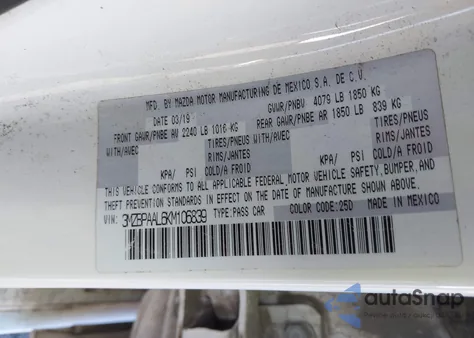 MFD. BY MAZDA MOTOR MANUFACTURING DE MEXICO S.A. DE C.V.
DATE 03/19 GVWR/PNBV 4079 LB 1850 KG
FRONT GAWR/PNBE AV 2240 LB 1016 KG REAR GAWR/PNBE AR 1850 LB 839 KG
WITH/AVEC TIRES/PNEUS WITH/AVEC TIRES/PNEUS
RIMS/JANTES RIMS/JANTES
KPA/ PSI COLD/A FROID KPA/ PSI COLD/A FROID
THIS VEHICLE CONFORMS TO ALL APPLICABLE FEDERAL MOTOR VEHICLE SAFETY, BUMPER, AND
THEFT PREVENTION STANDARDS IN EFFECT ON THE DATE OF MANUFACTURE SHOWN ABOVE.
VIN: 3MZBPAAL6KM106839 TYPE:PASS CAR COLOR CODE:25D MADE IN MEXICO
autoSnap